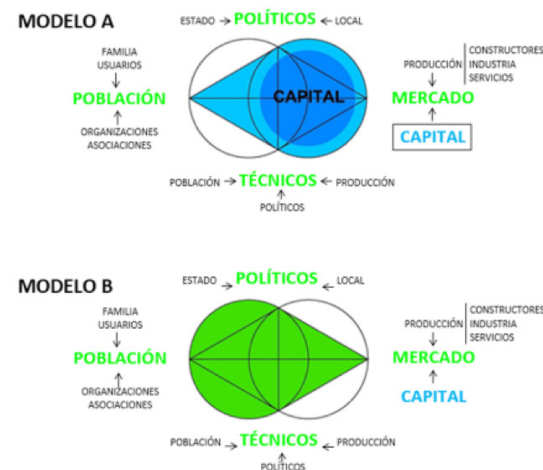 MODELO A
ESTADO POLÍTICOS LOCAL
FAMILIA
USUARIOS
POBLACIÓN
ORGANIZACIONES
ASOCIACIONES
CAPITAL
CONSTRUCTORES
PRODUCCIÓN INDUSTRIA
SERVICIOS
MERCADO
CAPITAL
POBLACIÓN TÉCNICOS PRODUCCIÓN
POLÍTICOS
MODELO B
ESTADO POLÍTICOS LOCAL
FAMILIA
USUARIOS
POBLACIÓN
ORGANIZACIONES
ASOCIACIONES
CONSTRUCTORES
PRODUCCIÓN INDUSTRIA
SERVICIOS
MERCADO
CAPITAL
POBLACIÓN TÉCNICOS PRODUCCIÓN
POLÍTICOS